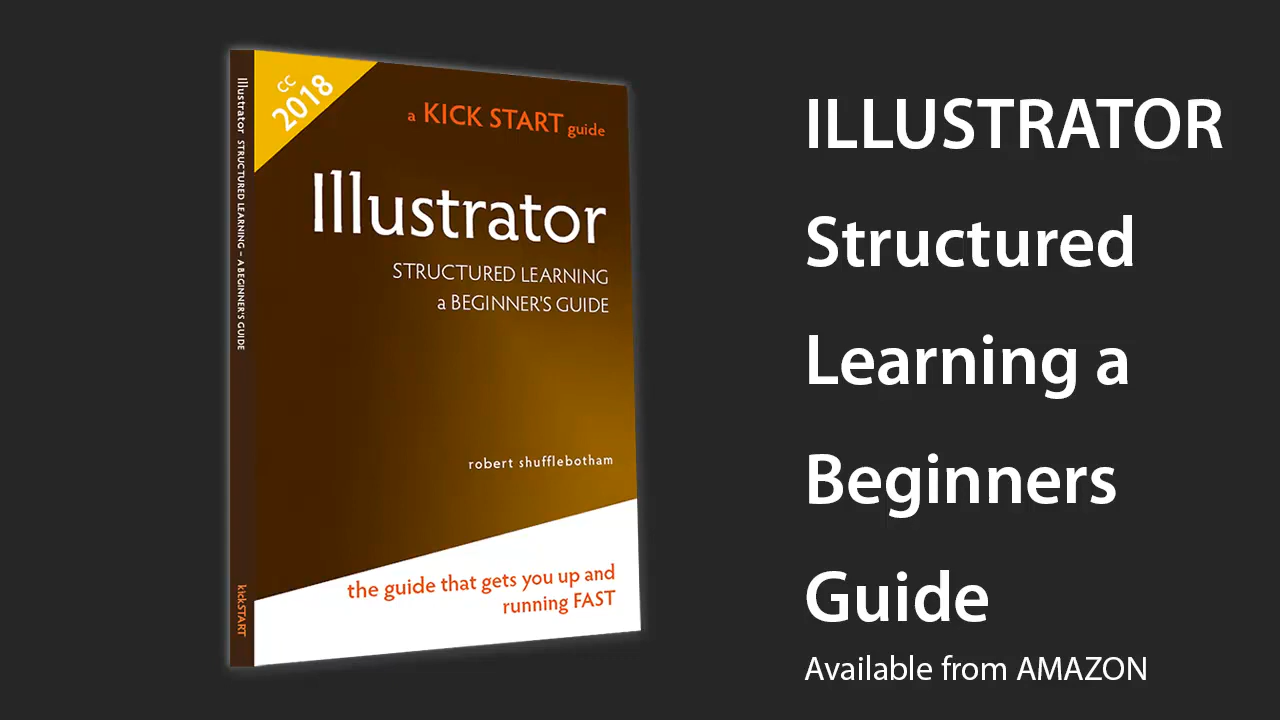 CC
2018
a KICK START guide
Illustrator
STRUCTURED LEARNING
a BEGINNER'S GUIDE
robert shufflebotham
the guide that gets you up and
running FAST
Illustrator STRUCTURED LEARNING – A BEGINNER'S GUIDE
kickSTART
ILLUSTRATOR
Structured
Learning a
Beginners
Guide
Available from AMAZON